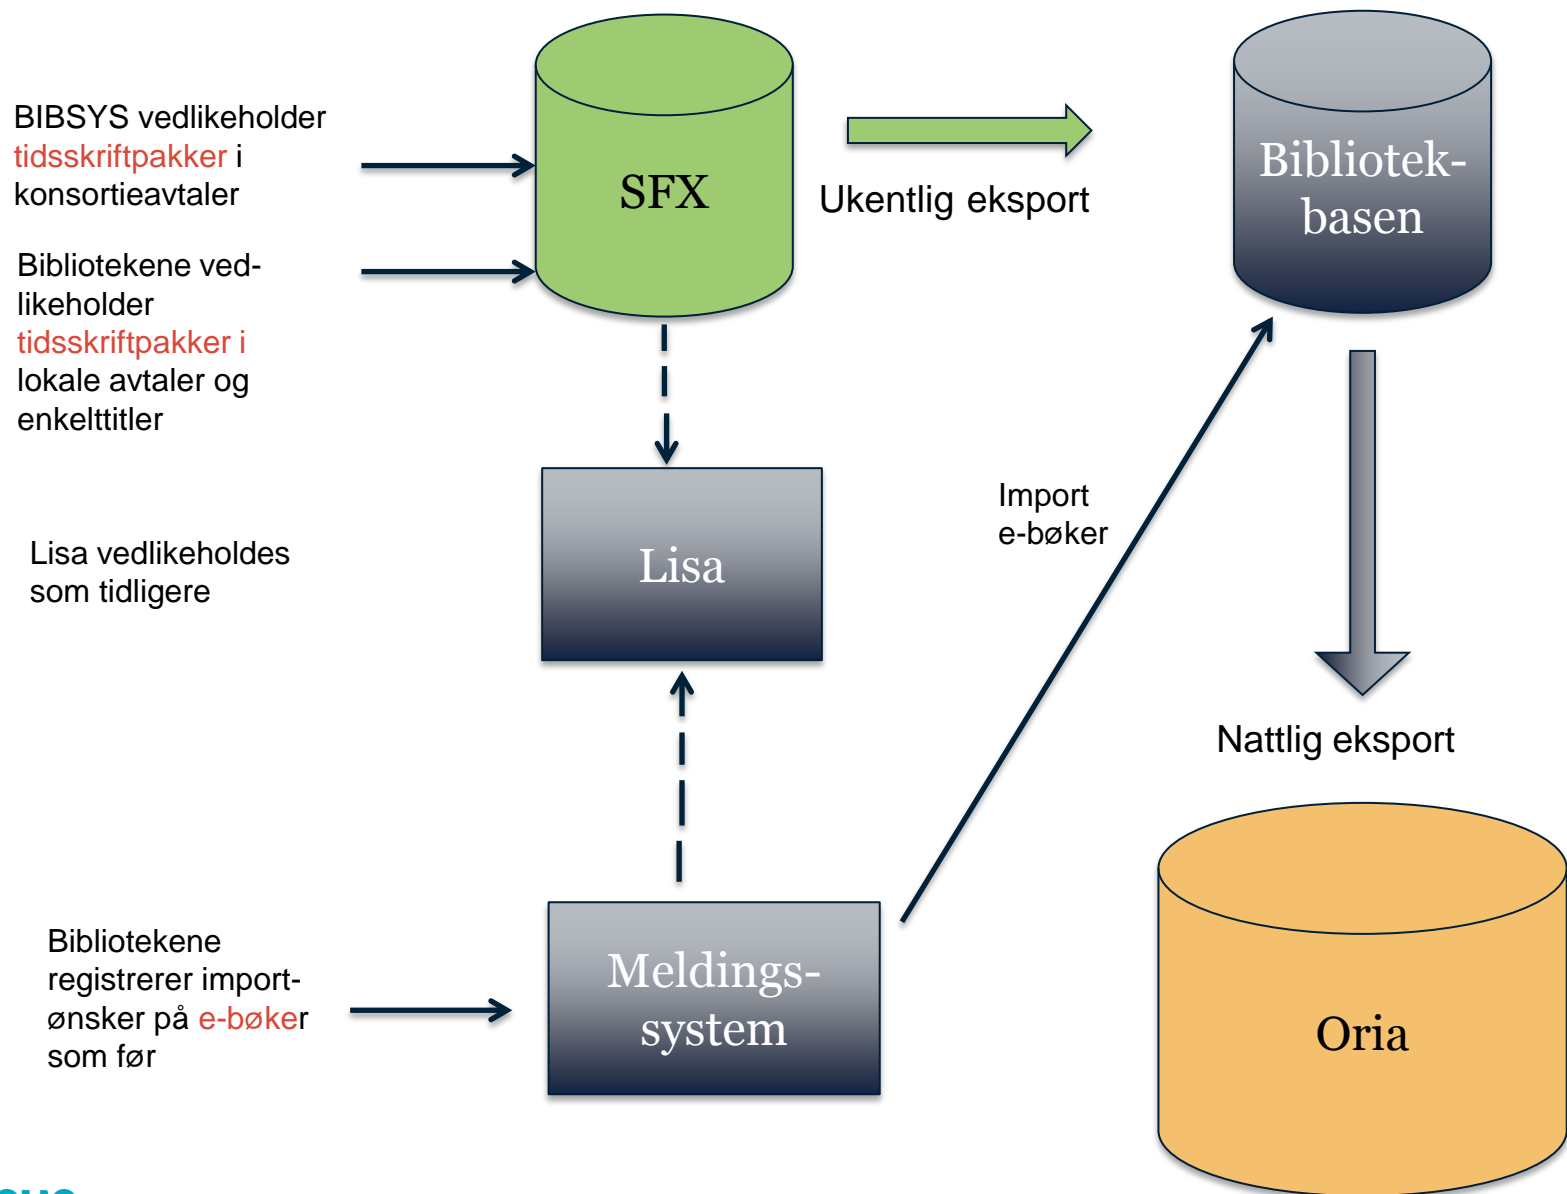 BIBSYS vedlikeholder
tidsskriftpakker i
konsortieavtaler
SFX
Ukentlig eksport
Bibliotek-
basen
Bibliotekene ved-
likeholder
tidsskriftpakker i
lokale avtaler og
enkelttitler
Lisa vedlikeholdes
som tidligere
Lisa
Import
e-bøker
Nattlig eksport
Bibliotekene
registrerer import-
ønsker på e-bøker
som før
Meldings-
system
Oria